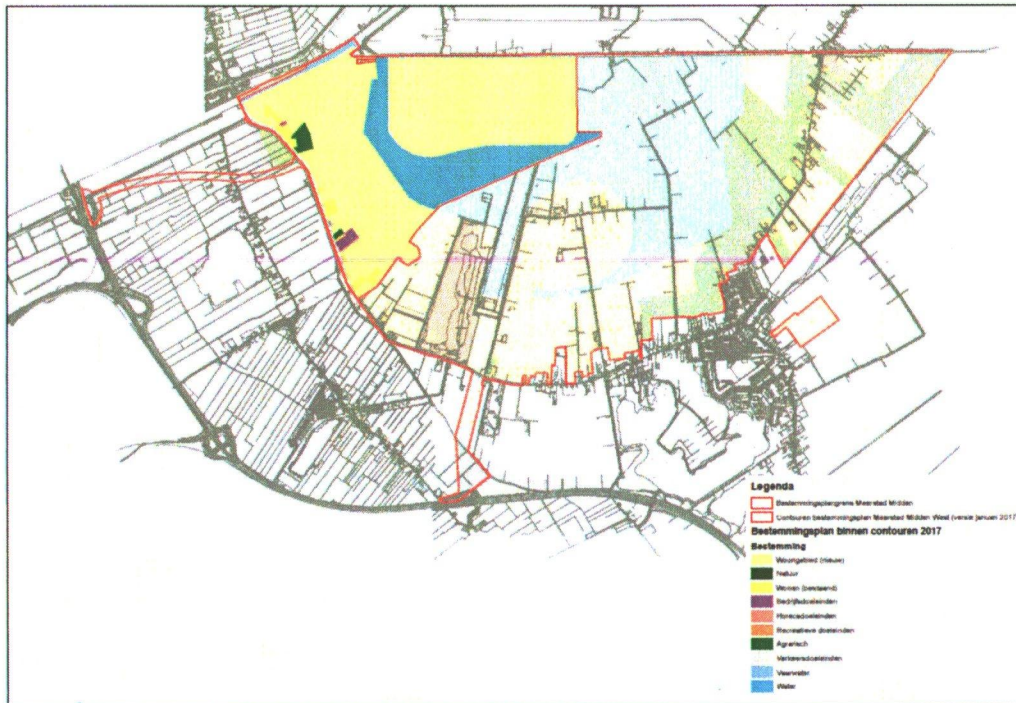 Legenda
Bestemmingsplangrens Meerstad Midden
Contouren bestemmingsplan Meerstad Midden West (versie januari 2017)
Bestemmingsplan binnen contouren 2017
Bestemming
Woongebied (nieuw)
Natuur
Wonen (bestaand)
Bedrijfsdoeleinden
Horecadoeleinden
Recreatieve doeleinden
Agrarisch
Verkeersdoeleinden
Vaarwater
Water